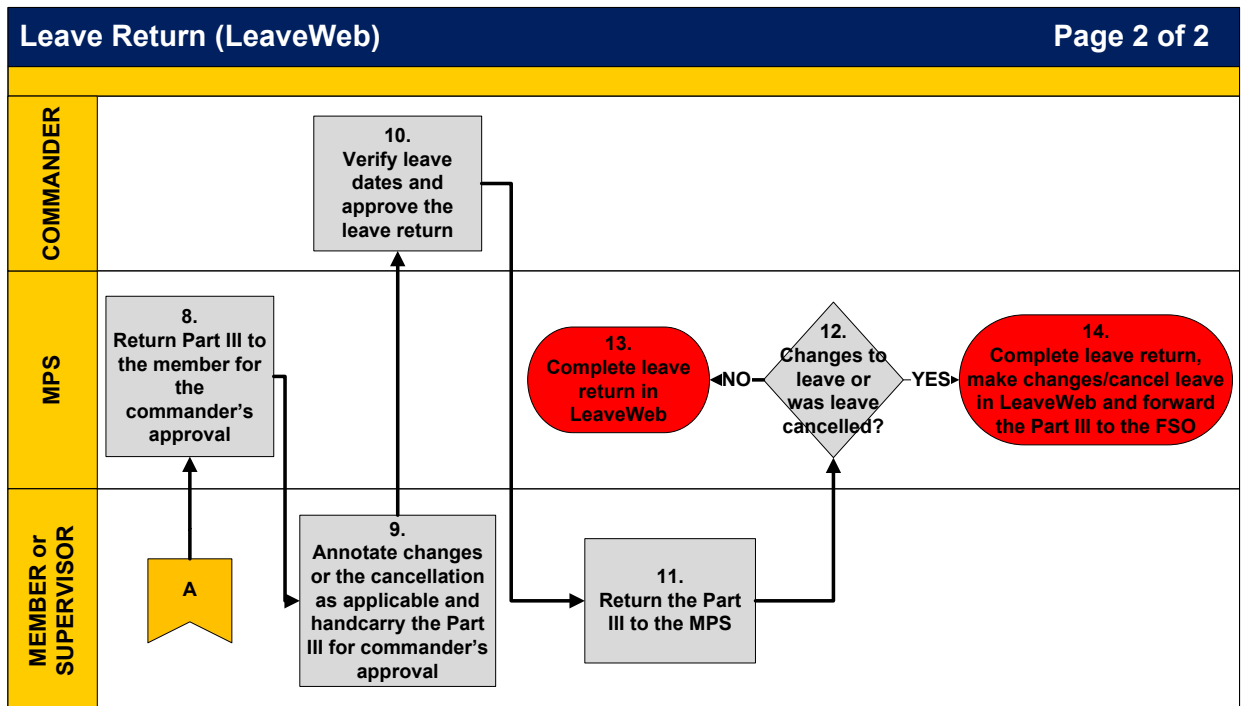 Leave Return (LeaveWeb)
Page 2 of 2
COMMANDER
10.
Verify leave
dates and
approve the
leave return
MPS
8.
Return Part III to
the member for
the
commander’s
approval
13.
Complete leave
return in
LeaveWeb
NO
12.
Changes to
leave or
was leave
cancelled?
YES
14.
Complete leave return,
make changes/cancel leave
in LeaveWeb and forward
the Part III to the FSO
MEMBER or
SUPERVISOR
A
9.
Annotate changes
or the cancellation
as applicable and
handcarry the Part
III for commander’s
approval
11.
Return the Part
III to the MPS